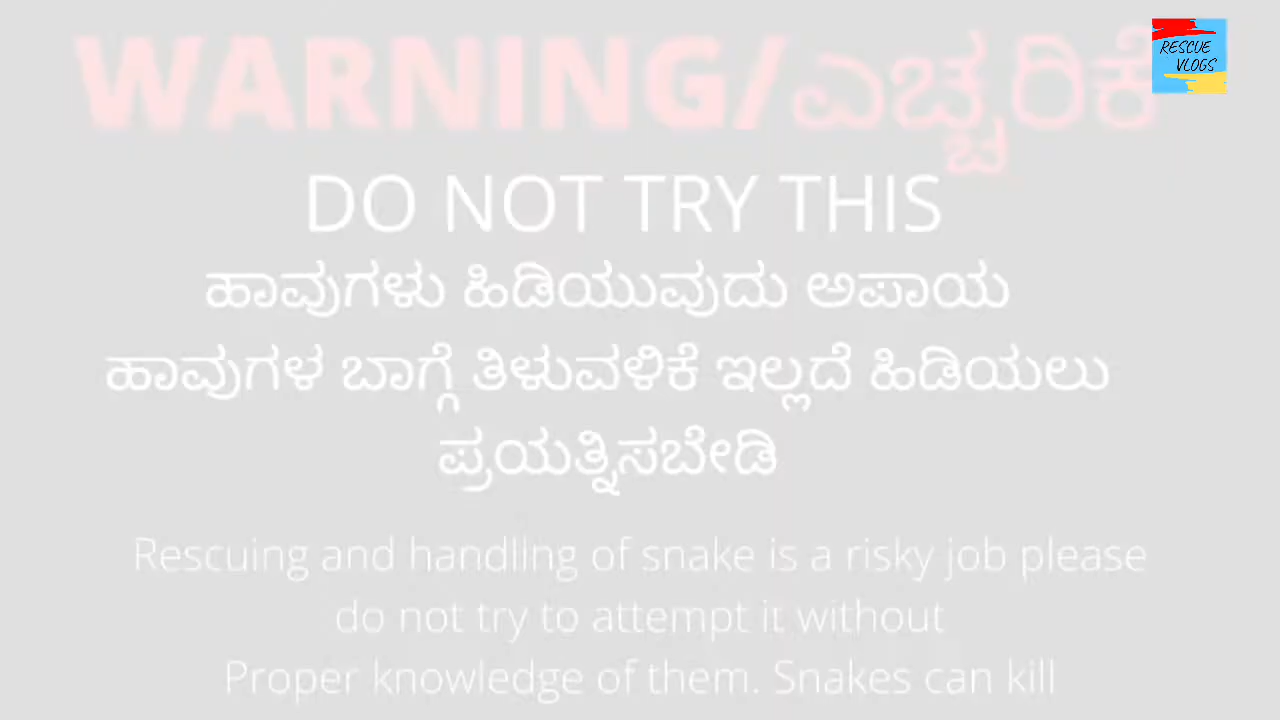 WARNING/ಎಚ್ಚರಿಕೆ
RESCUE
VLOGS
DO NOT TRY THIS
ಹಾವುಗಳು ಹಿಡಿಯುವುದು ಅಪಾಯ
ಹಾವುಗಳ ಬಾಗ್ಗೆ ತಿಳುವಳಿಕೆ ಇಲ್ಲದೆ ಹಿಡಿಯಲು
ಪ್ರಯತ್ನಿಸಬೇಡಿ
Rescuing and handling of snake is a risky job please
do not try to attempt it without
Proper knowledge of them. Snakes can kill